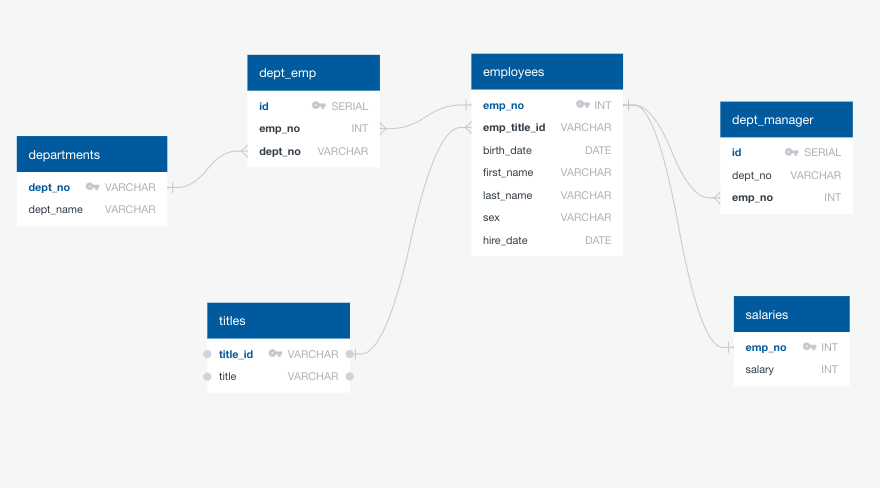 departments
dept_no VARCHAR
dept_name VARCHAR
dept_emp
id SERIAL
emp_no INT
dept_no VARCHAR
titles
title_id VARCHAR
title VARCHAR
employees
emp_no INT
emp_title_id VARCHAR
birth_date DATE
first_name VARCHAR
last_name VARCHAR
sex VARCHAR
hire_date DATE
dept_manager
id SERIAL
dept_no VARCHAR
emp_no INT
salaries
emp_no INT
salary INT